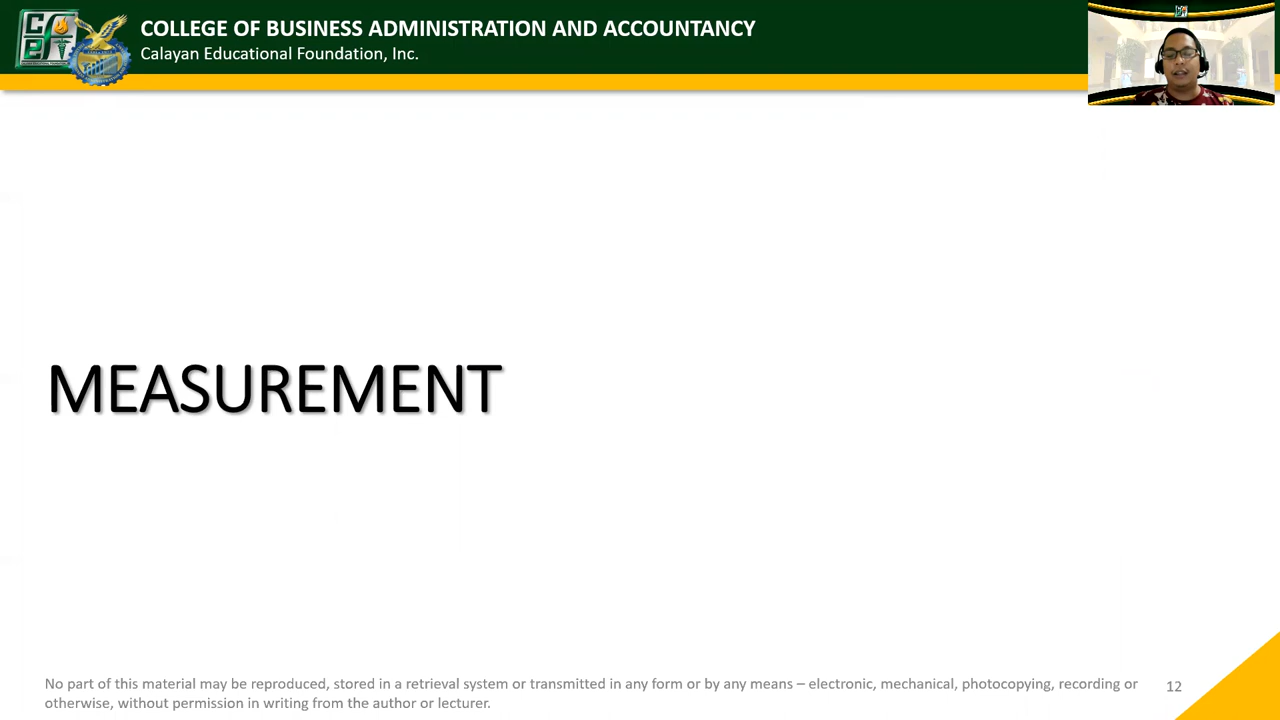 COLLEGE OF BUSINESS ADMINISTRATION AND ACCOUNTANCY
Calayan Educational Foundation, Inc.
MEASUREMENT
No part of this material may be reproduced, stored in a retrieval system or transmitted in any form or by any means – electronic, mechanical, photocopying, recording or
otherwise, without permission in writing from the author or lecturer.
12